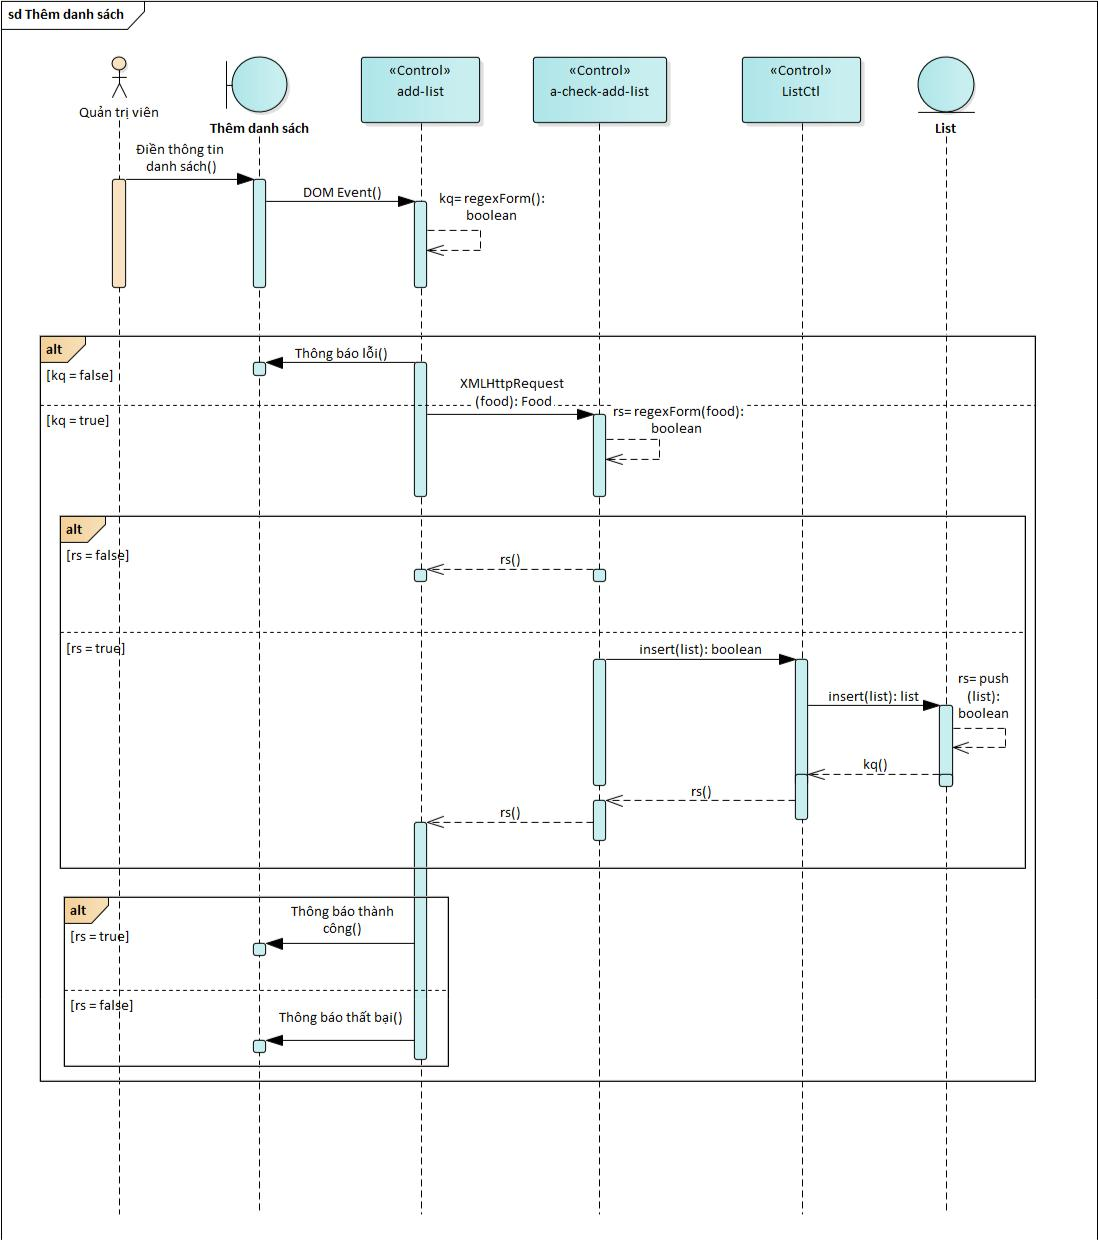 sd Thêm danh sách
Quản trị viên
Thêm danh sách
«Control»
add-list
«Control»
a-check-add-list
«Control»
ListCtl
List
Điền thông tin
danh sách()
DOM Event()
kq= regexForm():
boolean
alt
[kq = false]
Thông báo lỗi()
XMLHttpRequest
(food): Food
[kq = true]
rs= regexForm(food):
boolean
alt
[rs = false]
rs()
[rs = true]
insert(list): boolean
insert(list): list
rs= push
(list):
boolean
kq()
rs()
rs()
alt
[rs = true]
Thông báo thành
công()
[rs = false]
Thông báo thất bại()